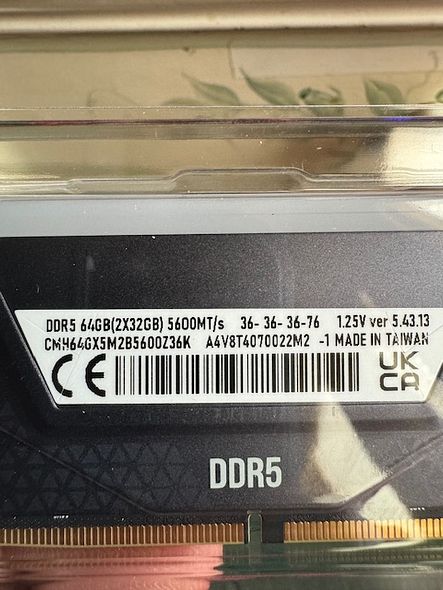 DDR5 64GB(2X32GB) 5600MT/s 36- 36- 36-76 1.25V ver 5.43.13
CMH64GX5M2B5600Z36K A4V8T4070022M2 -1 MADE IN TAIWAN
CE UK CA
DDR5